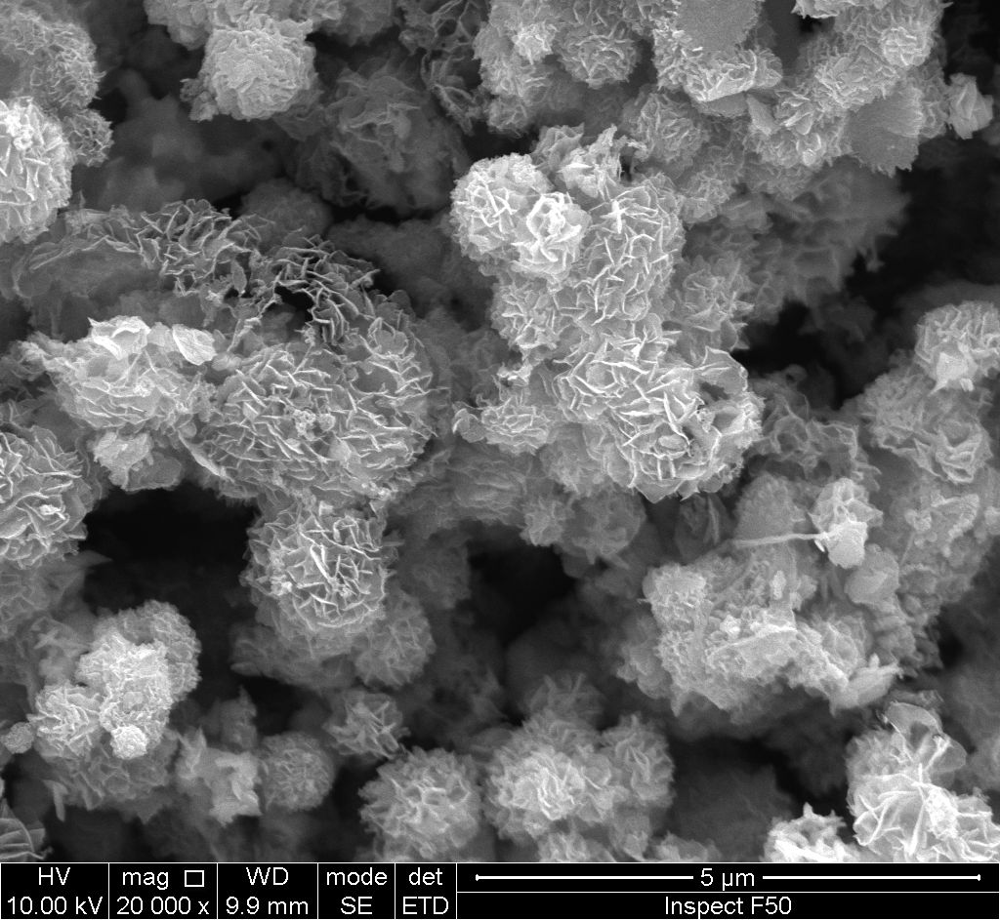 HV mag □ WD mode det 5 µm
10.00 kV 20 000 x 9.9 mm SE ETD Inspect F50